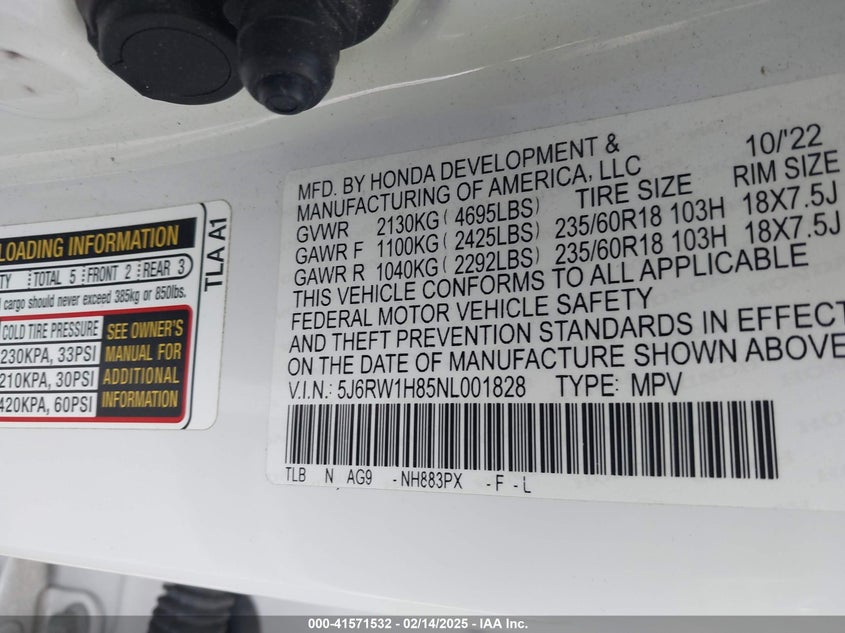 LOADING INFORMATION
TOTAL 5 FRONT 2 REAR 3
cargo should never exceed 385kg or 850lbs.
COLD TIRE PRESSURE
230KPA, 33PSI
210KPA, 30PSI
420KPA, 60PSI
SEE OWNER'S
MANUAL FOR
ADDITIONAL
INFORMATION
TLA A1
MFD. BY HONDA DEVELOPMENT & 10/'22
MANUFACTURING OF AMERICA, LLC TIRE SIZE RIM SIZE
GVWR 2130KG ( 4695LBS)
GAWR F 1100KG ( 2425LBS) 235/60R18 103H 18X7.5J
GAWR R 1040KG ( 2292LBS) 235/60R18 103H 18X7.5J
THIS VEHICLE CONFORMS TO ALL APPLICABLE
FEDERAL MOTOR VEHICLE SAFETY
AND THEFT PREVENTION STANDARDS IN EFFECT
ON THE DATE OF MANUFACTURE SHOWN ABOVE
V.I.N.: 5J6RW1H85NL001828 TYPE: MPV
TLB N AG9 -NH883PX -F -L
000-41571532 - 02/14/2025 - IAA Inc.